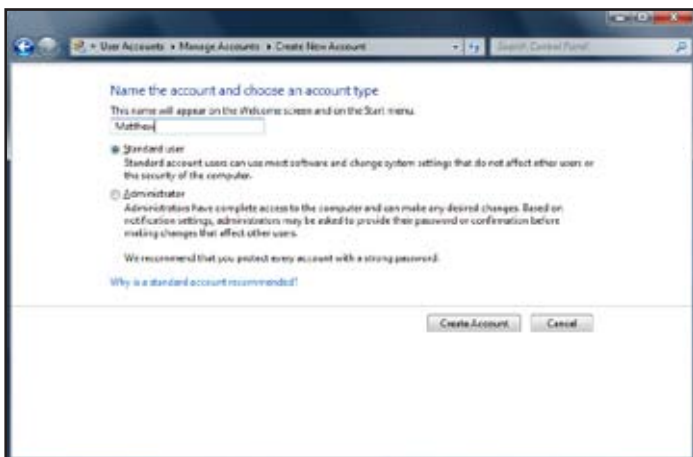 User Accounts ▸ Manage Accounts ▸ Create New Account
Search Control Panel
Name the account and choose an account type
This name will appear on the Welcome screen and on the Start menu.
Matthew
Standard user
Standard account users can use most software and change system settings that do not affect other users or
the security of the computer.
Administrator
Administrators have complete access to the computer and can make any desired changes. Based on
notification settings, administrators may be asked to provide their password or confirmation before
making changes that affect other users.
We recommend that you protect every account with a strong password.
Why is a standard account recommended?
Create Account
Cancel